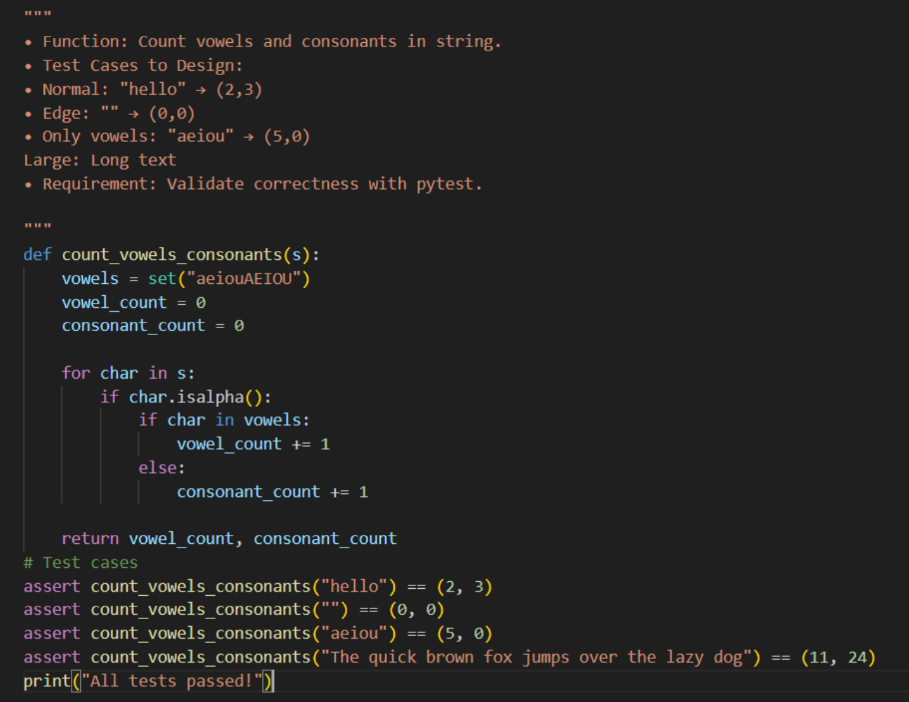 """
• Function: Count vowels and consonants in string.
• Test Cases to Design:
• Normal: "hello" → (2,3)
• Edge: "" → (0,0)
• Only vowels: "aeiou" → (5,0)
Large: Long text
• Requirement: Validate correctness with pytest.
"""
def count_vowels_consonants(s):
    vowels = set("aeiouAEIOU")
    vowel_count = 0
    consonant_count = 0
    for char in s:
        if char.isalpha():
            if char in vowels:
                vowel_count += 1
            else:
                consonant_count += 1
    return vowel_count, consonant_count
# Test cases
assert count_vowels_consonants("hello") == (2, 3)
assert count_vowels_consonants("") == (0, 0)
assert count_vowels_consonants("aeiou") == (5, 0)
assert count_vowels_consonants("The quick brown fox jumps over the lazy dog") == (11, 24)
print("All tests passed!")